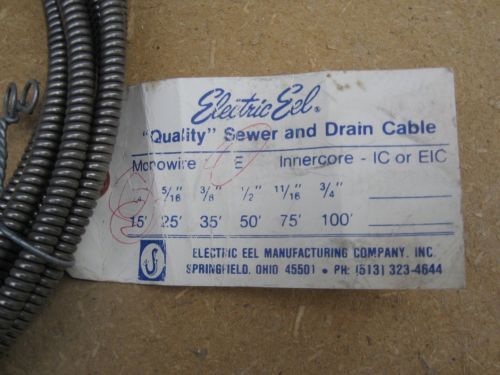 Electric Eel®
"Quality" Sewer and Drain Cable
Monowire - E Innercore - IC or EIC
1/4" 5/16" 3/8" 1/2" 11/16" 3/4"
15' 25' 35' 50' 75' 100'
ELECTRIC EEL MANUFACTURING COMPANY, INC.
SPRINGFIELD, OHIO 45501 • PH: (513) 323-4644